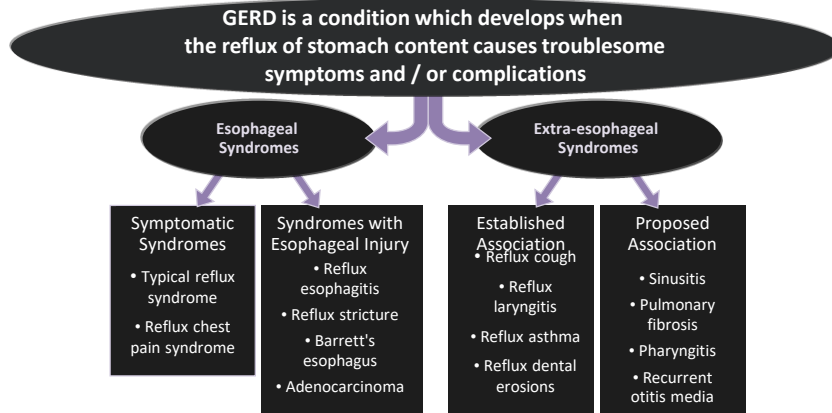 GERD is a condition which develops when
the reflux of stomach content causes troublesome
symptoms and / or complications
Esophageal
Syndromes
Extra-esophageal
Syndromes
Symptomatic
Syndromes
• Typical reflux
syndrome
• Reflux chest
pain syndrome
Syndromes with
Esophageal Injury
• Reflux
esophagitis
• Reflux stricture
• Barrett's
esophagus
• Adenocarcinoma
Established
Association
• Reflux cough
• Reflux
laryngitis
• Reflux asthma
• Reflux dental
erosions
Proposed
Association
• Sinusitis
• Pulmonary
fibrosis
• Pharyngitis
• Recurrent
otitis media